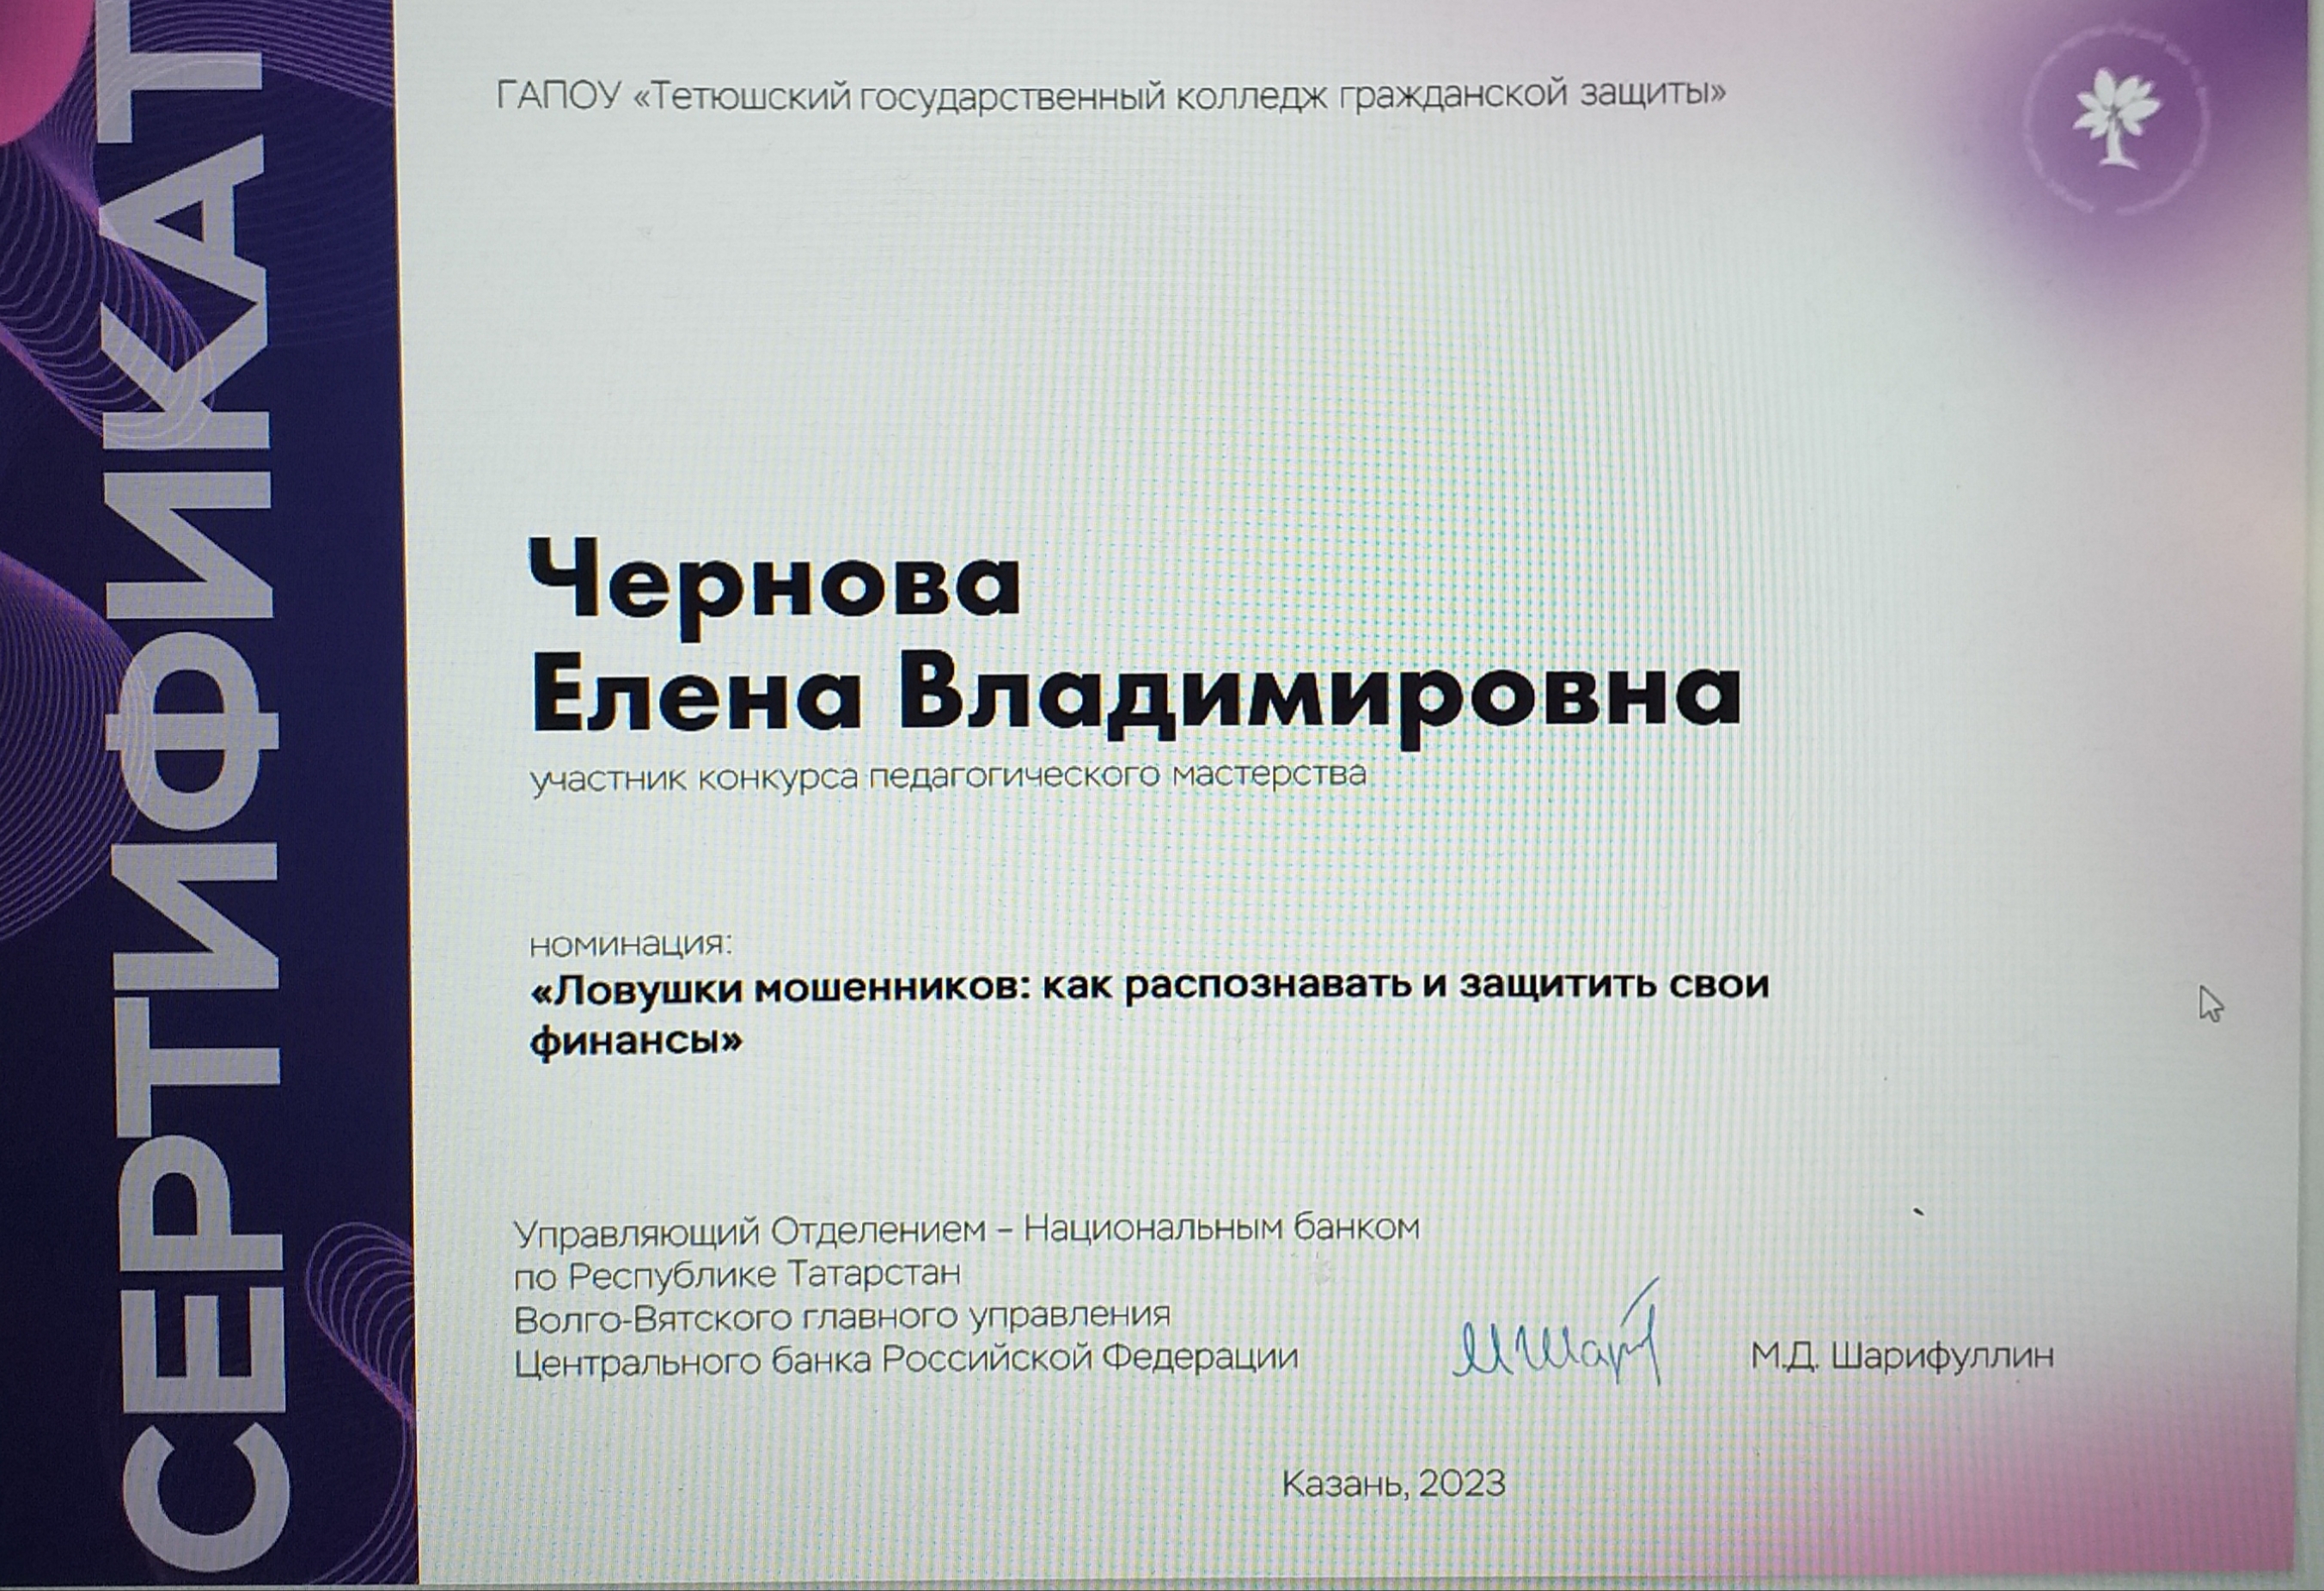 СЕРТИФИКАТ
ГАПОУ «Тетюшский государственный колледж гражданской защиты»
Чернова
Елена Владимировна
участник конкурса педагогического мастерства
номинация:
«Ловушки мошенников: как распознавать и защитить свои
финансы»
Управляющий Отделением – Национальным банком
по Республике Татарстан
Волго-Вятского главного управления
Центрального банка Российской Федерации
М.Д. Шарифуллин
Казань, 2023